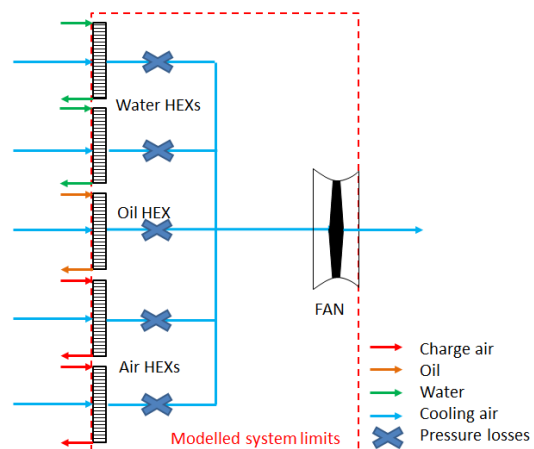 Water HEXs
Oil HEX
FAN
Air HEXs
Charge air
Oil
Water
Cooling air
Pressure losses
Modelled system limits